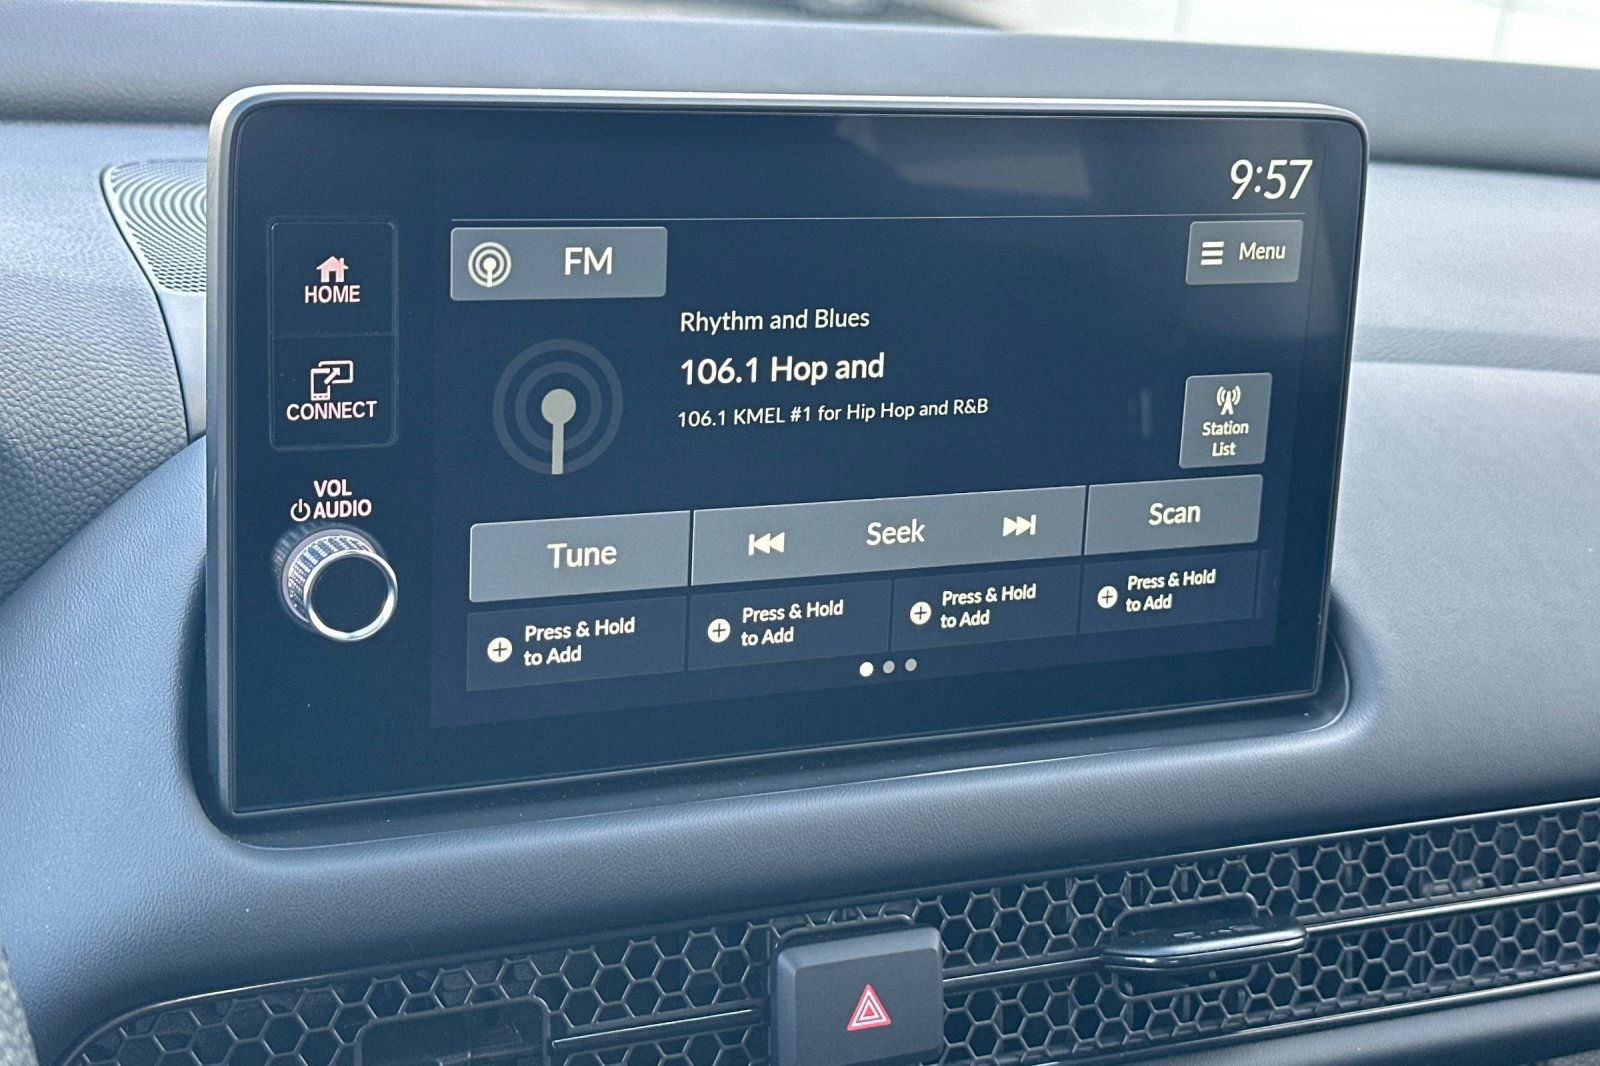 9:57
FM
Menu
HOME
CONNECT
VOL
AUDIO
Rhythm and Blues
106.1 Hop and
106.1 KMEL #1 for Hip Hop and R&B
Station
List
Tune
Seek
Scan
Press & Hold
to Add
Press & Hold
to Add
Press & Hold
to Add
Press & Hold
to Add